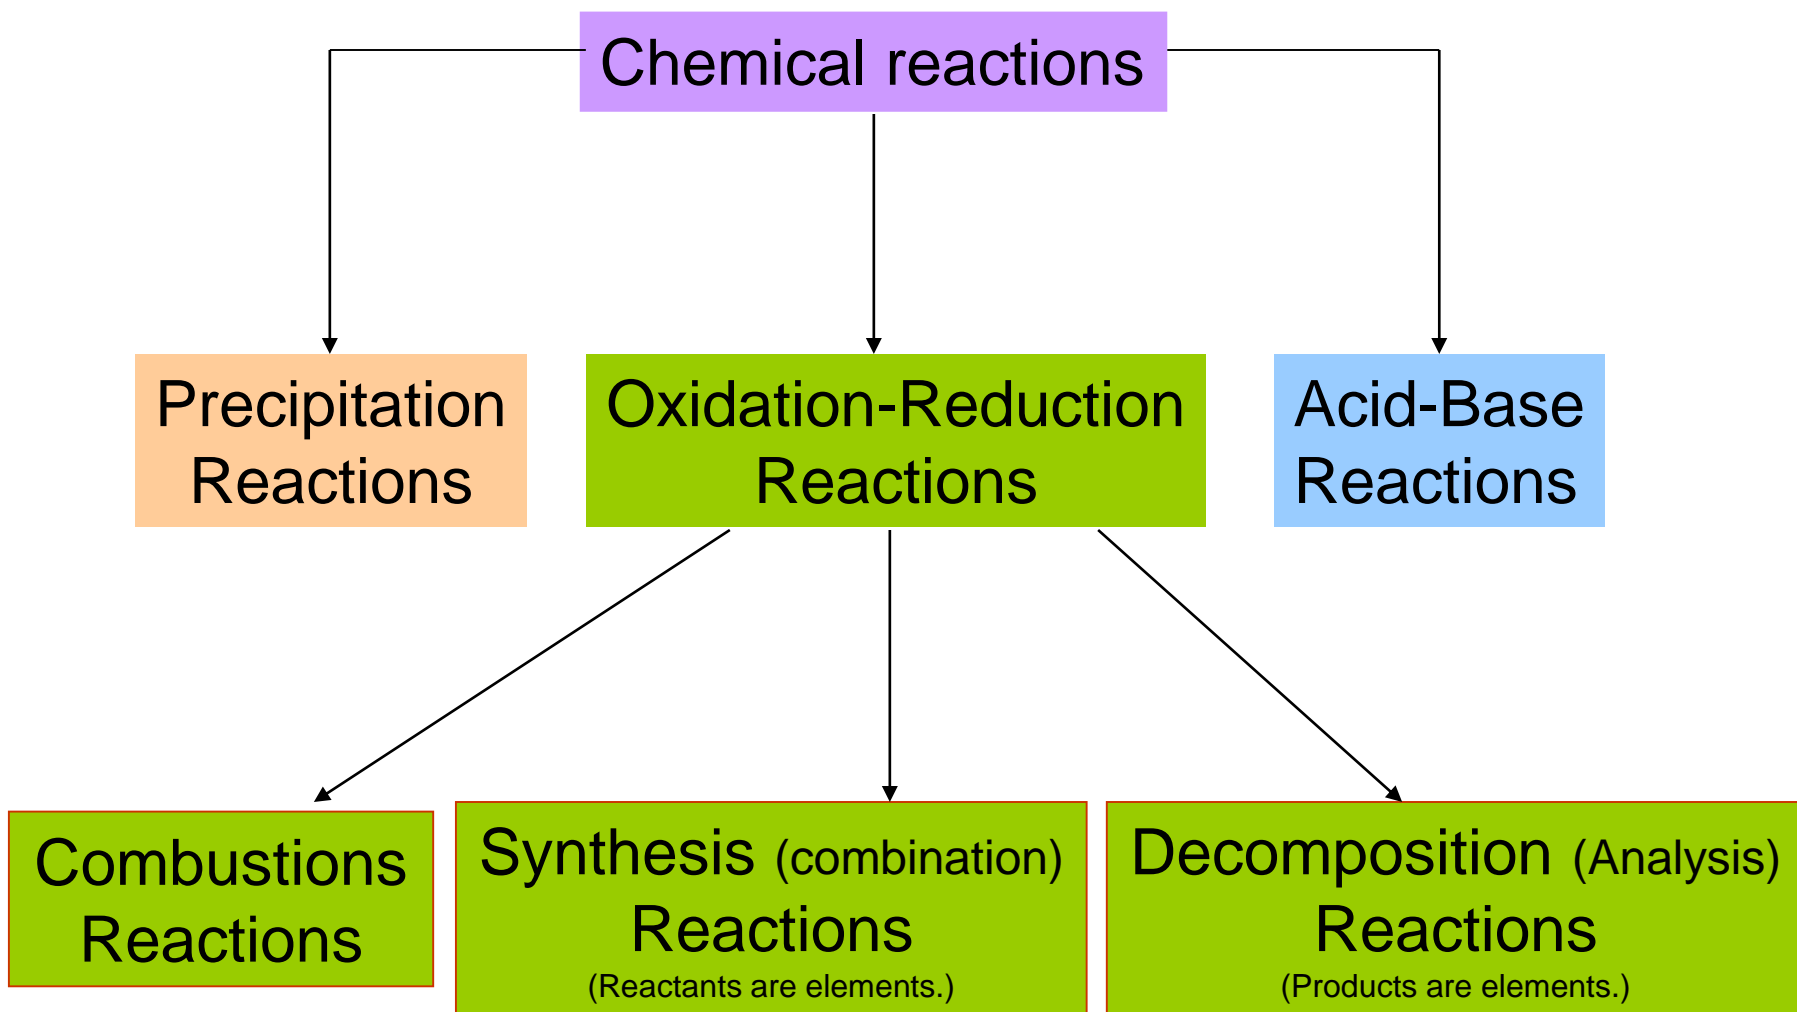 Chemical reactions
Precipitation
Reactions
Oxidation-Reduction
Reactions
Acid-Base
Reactions
Combustions
Reactions
Synthesis (combination)
Reactions
(Reactants are elements.)
Decomposition (Analysis)
Reactions
(Products are elements.)